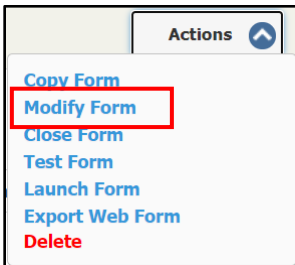 Actions
Copy Form
Modify Form
Close Form
Test Form
Launch Form
Export Web Form
Delete